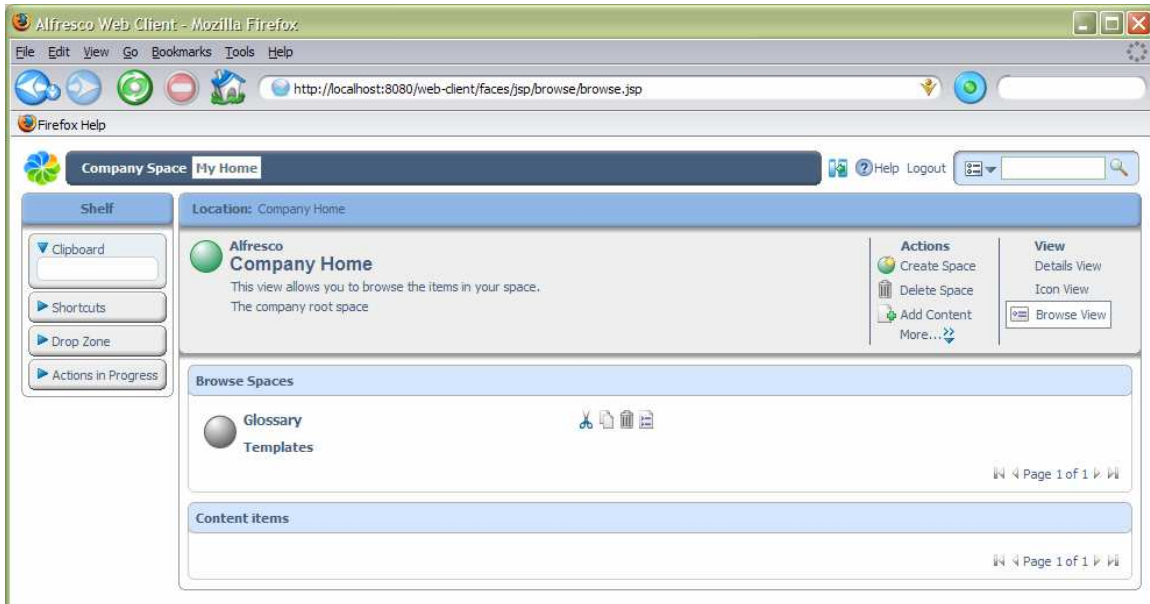 Alfresco Web Client - Mozilla Firefox
File Edit View Go Bookmarks Tools Help
http://localhost:8080/web-client/faces/jsp/browse/browse.jsp
Firefox Help
Company Space My Home
Help Logout
Shelf
Clipboard
Shortcuts
Drop Zone
Actions in Progress
Location: Company Home
Alfresco
Company Home
This view allows you to browse the items in your space.
The company root space
Actions
Create Space
Delete Space
Add Content
More...
View
Details View
Icon View
Browse View
Browse Spaces
Glossary
Templates
Page 1 of 1
Content items
Page 1 of 1